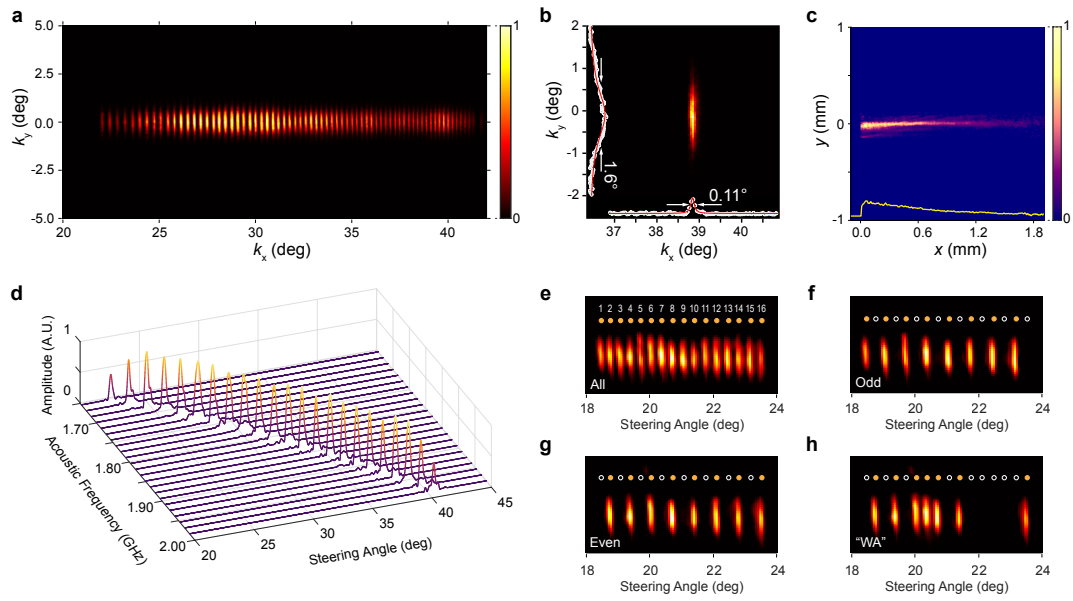 a
5.0
2.5
0.0
-2.5
-5.0
k_y (deg)
20
25
30
35
40
k_x (deg)
1
0
b
2
1
0
-1
-2
k_y (deg)
1.6°
0.11°
37
38
39
40
k_x (deg)
c
1
0
-1
y (mm)
0.0
0.6
1.2
1.8
x (mm)
1
0
d
1
0
Amplitude (A.U.)
1.70
1.80
1.90
2.00
Acoustic Frequency (GHz)
20
25
30
35
40
45
Steering Angle (deg)
e
1 2 3 4 5 6 7 8 9 10 11 12 13 14 15 16
All
18 20 22 24
Steering Angle (deg)
f
Odd
18 20 22 24
Steering Angle (deg)
g
Even
18 20 22 24
Steering Angle (deg)
h
“WA”
18 20 22 24
Steering Angle (deg)